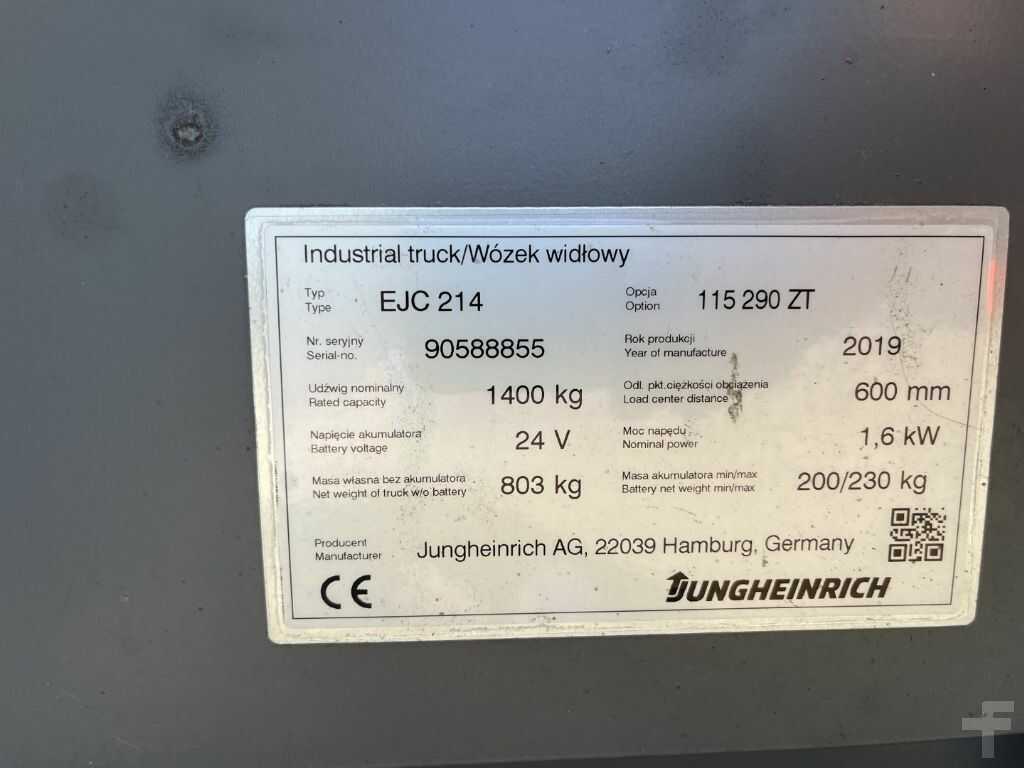 Industrial truck/Wózek widłowy
Typ
Type
EJC 214
Opcja
Option
115 290 ZT
Nr. seryjny
Serial-no.
90588855
Rok produkcji
Year of manufacture
2019
Udźwig nominalny
Rated capacity
1400 kg
Odl. pkt.ciężkości obciążenia
Load center distance
600 mm
Napięcie akumulatora
Battery voltage
24 V
Moc napędu
Nominal power
1,6 kW
Masa własna bez akumulatora
Net weight of truck w/o battery
803 kg
Masa akumulatora min/max
Battery net weight min/max
200/230 kg
Producent
Manufacturer
Jungheinrich AG, 22039 Hamburg, Germany
CE
JUNGHEINRICH